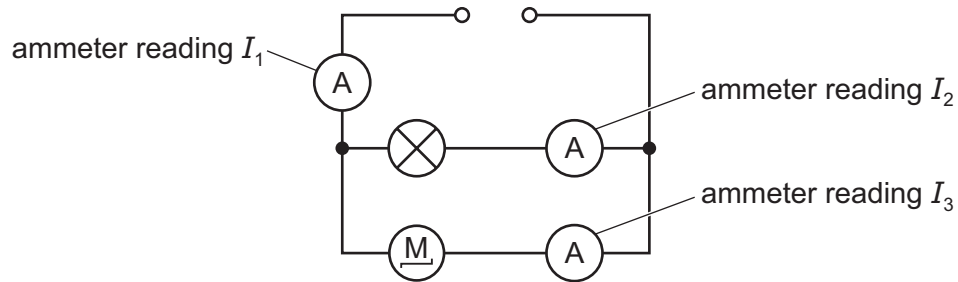 ammeter reading I₁
A
ammeter reading I₂
A
ammeter reading I₃
M
A